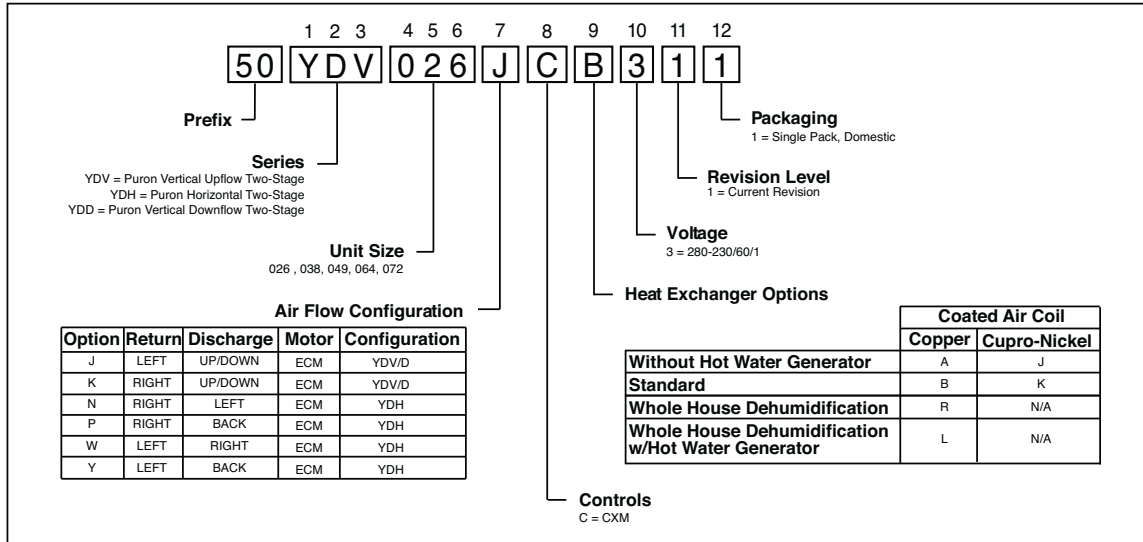 1 2 3 4 5 6 7 8 9 10 11 12
50 YDV 026 J C B 3 1 1
Prefix
Series
YDV = Puron Vertical Upflow Two-Stage
YDH = Puron Horizontal Two-Stage
YDD = Puron Vertical Downflow Two-Stage
Unit Size
026 , 038, 049, 064, 072
Air Flow Configuration
Option Return Discharge Motor Configuration
J LEFT UP/DOWN ECM YDV/D
K RIGHT UP/DOWN ECM YDV/D
N RIGHT LEFT ECM YDH
P RIGHT BACK ECM YDH
W LEFT RIGHT ECM YDH
Y LEFT BACK ECM YDH
Packaging
1 = Single Pack, Domestic
Revision Level
1 = Current Revision
Voltage
3 = 280-230/60/1
Heat Exchanger Options
Coated Air Coil
Copper Cupro-Nickel
Without Hot Water Generator A J
Standard B K
Whole House Dehumidification R N/A
Whole House Dehumidification
w/Hot Water Generator L N/A
Controls
C = CXM